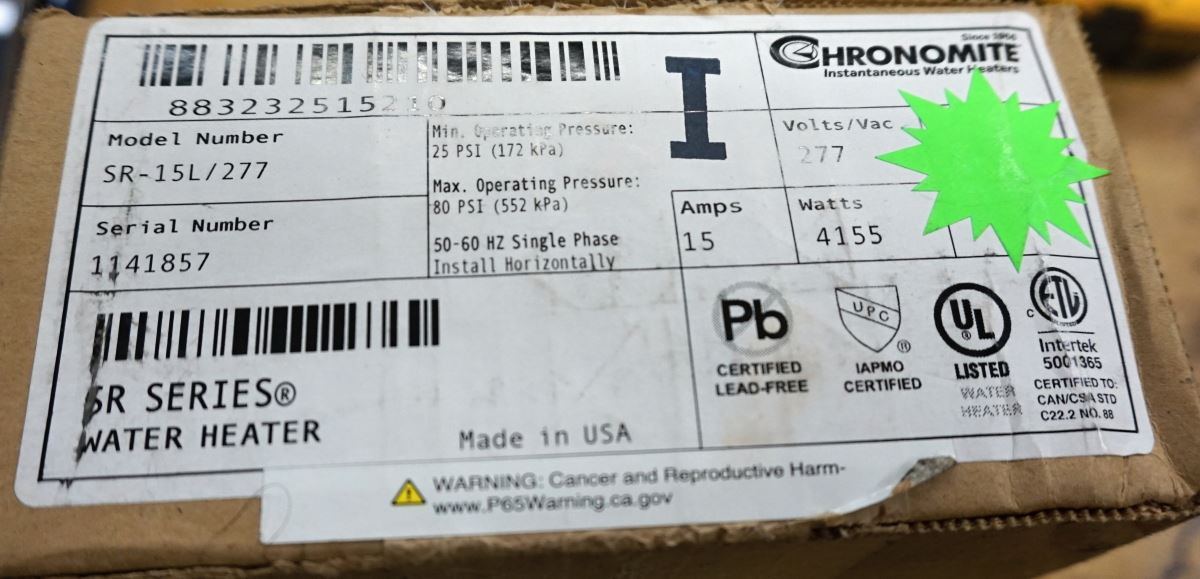 Since 1966
CHRONOMITE
Instantaneous Water Heaters
883232515210
I
Model Number
SR-15L/277
Serial Number
1141857
Min. Operating Pressure:
25 PSI (172 kPa)
Max. Operating Pressure:
80 PSI (552 kPa)
50-60 HZ Single Phase
Install Horizontally
Volts/Vac
277
Amps
15
Watts
4155
SR SERIES®
WATER HEATER
Made in USA
Pb
CERTIFIED
LEAD-FREE
UPC
®
IAPMO
CERTIFIED
UL
®
LISTED
WATER
HEATER
C
ETL
LISTED
Intertek
5001365
CERTIFIED TO:
CAN/CSA STD
C22.2 NO. 88
WARNING: Cancer and Reproductive Harm-
www.P65Warning.ca.gov